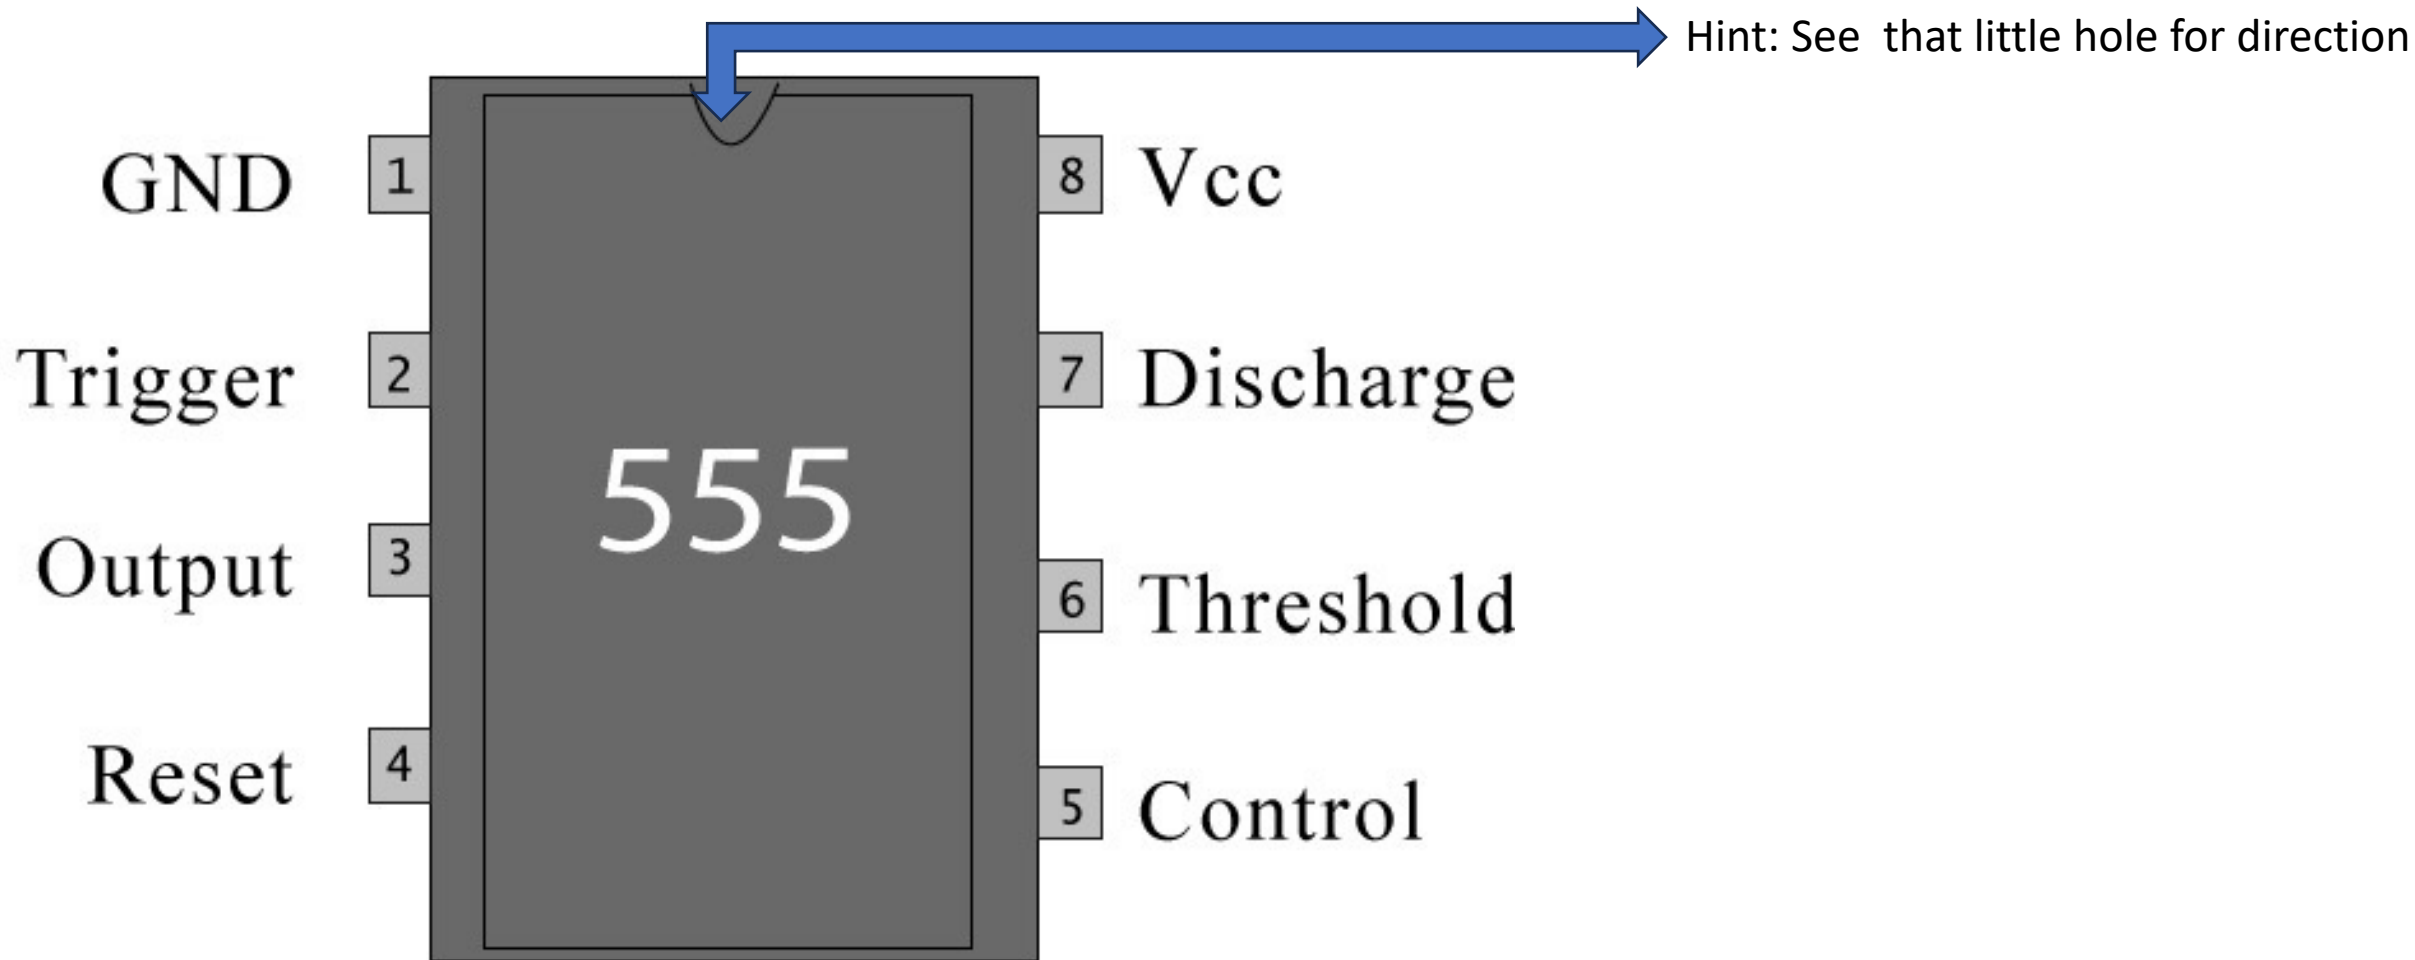 Hint: See  that little hole for direction
GND 1 8 Vcc
Trigger 2 7 Discharge
555
Output 3 6 Threshold
Reset 4 5 Control